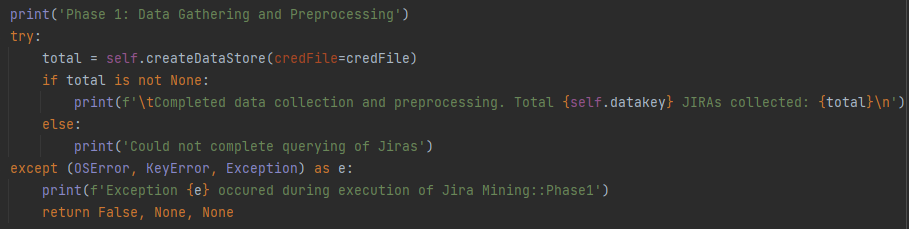 print('Phase 1: Data Gathering and Preprocessing')
try:
    total = self.createDataStore(credFile=credFile)
    if total is not None:
        print(f'\tCompleted data collection and preprocessing. Total {self.datakey} JIRAs collected: {total}\n')
    else:
        print('Could not complete querying of Jiras')
except (OSError, KeyError, Exception) as e:
    print(f'Exception {e} occured during execution of Jira Mining::Phase1')
    return False, None, None